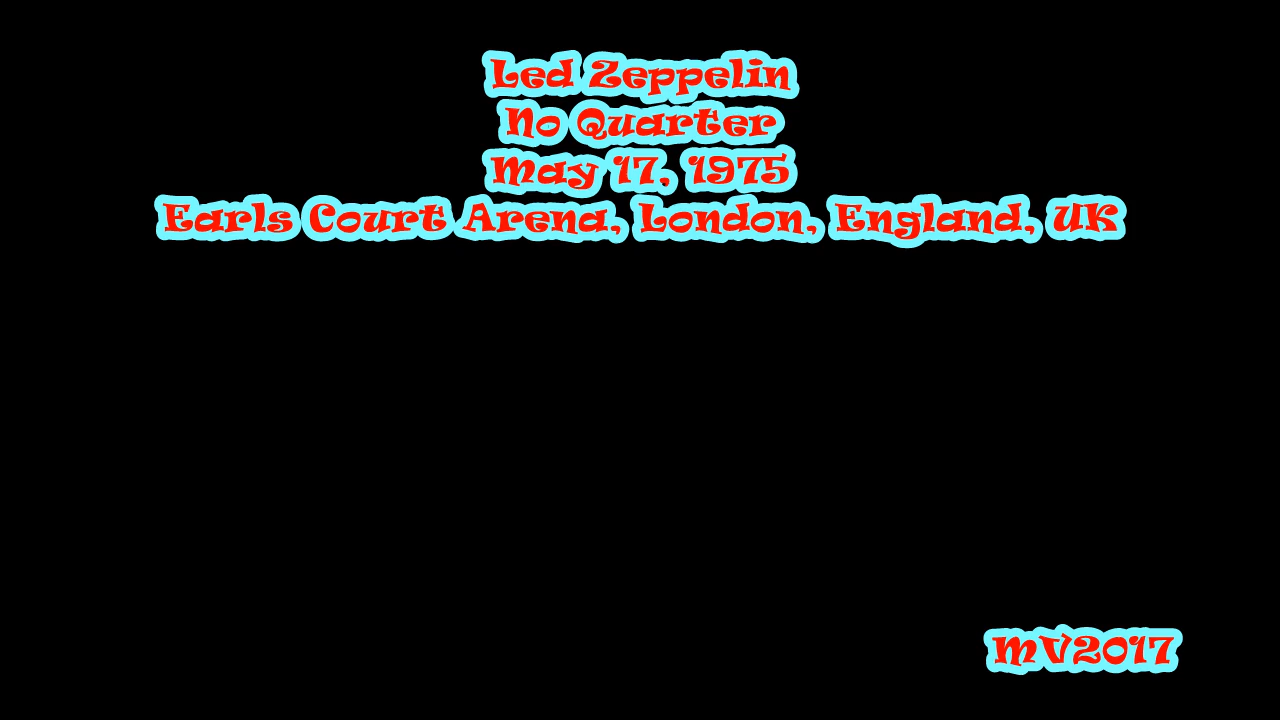 Led Zeppelin
No Quarter
May 17, 1975
Earls Court Arena, London, England, UK
MV2017